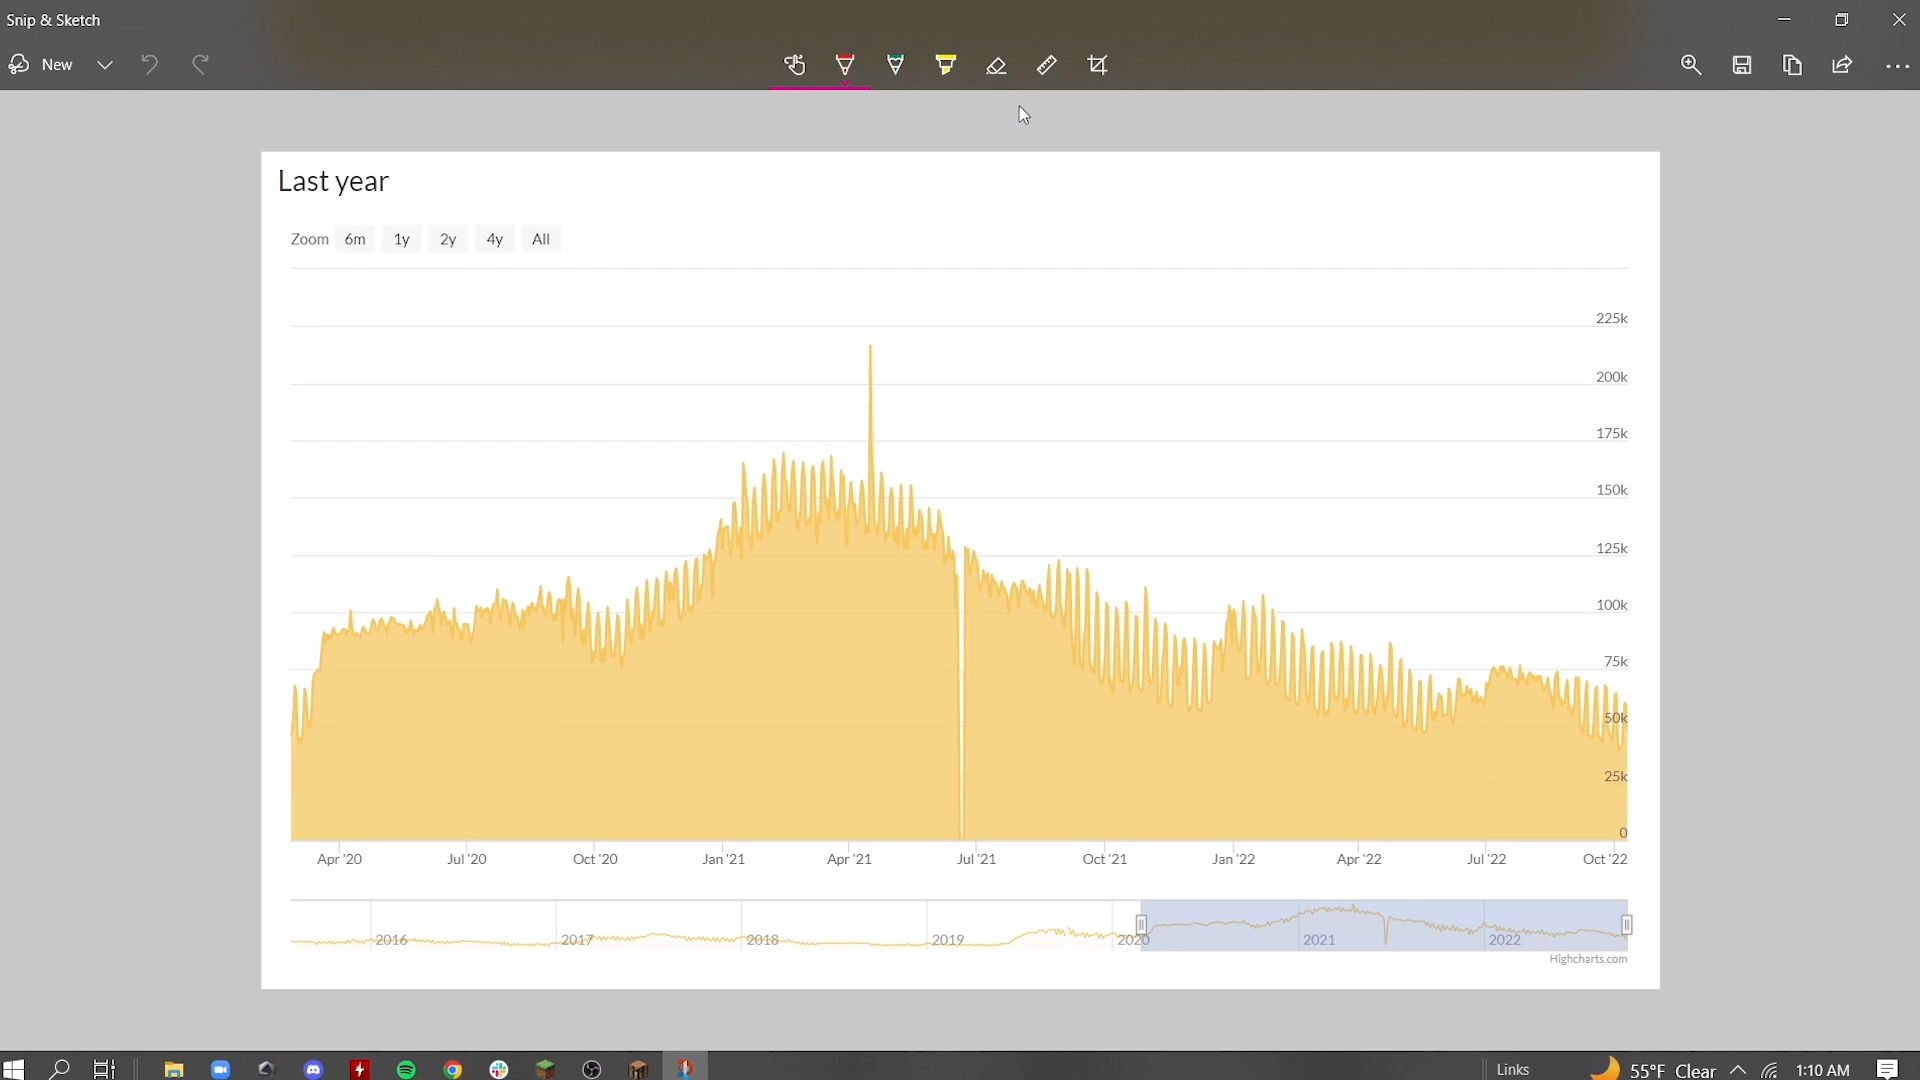 Snip & Sketch
New
Last year
Zoom 6m 1y 2y 4y All
225k
200k
175k
150k
125k
100k
75k
50k
25k
0
Apr '20 Jul '20 Oct '20 Jan '21 Apr '21 Jul '21 Oct '21 Jan '22 Apr '22 Jul '22 Oct '22
2016 2017 2018 2019 2020 2021 2022
Highcharts.com
Links 55°F Clear 1:10 AM